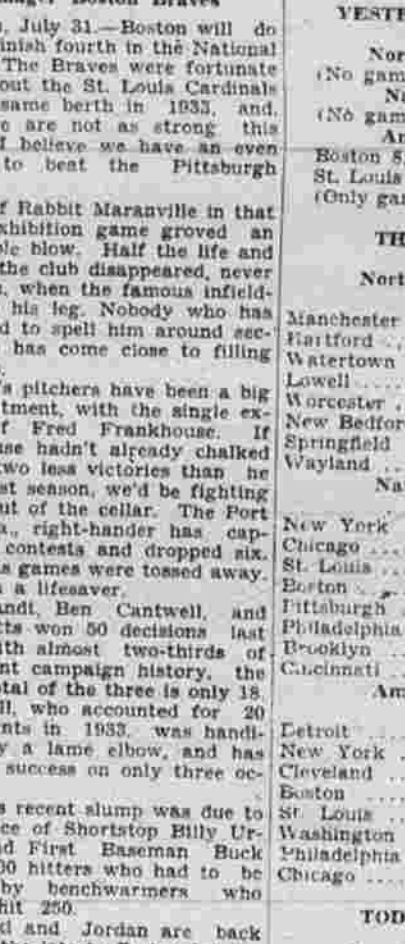 Boston Braves
July 31.—Boston will do
finish fourth in the National
The Braves were fortunate
out the St. Louis Cardinals
same berth in 1933, and,
e are not as strong this
I believe we have an even
to beat the Pittsburgh
f Rabbit Maranville in that
xhibition game groved an
ble blow. Half the life and
the club disappeared, never
, when the famous infield-
his leg. Nobody who has
d to spell him around sec-
has come close to filling
's pitchers have been a big
tment, with the single ex-
f Fred Frankhouse. If
use hadn't already chalked
two less victories than he
st season, we'd be fighting
ut of the cellar. The Port
a., right-hander has cap-
contests and dropped six.
s games were tossed away.
a lifesaver.
andt, Ben Cantwell, and
tts won 50 decisions last
ith almost two-thirds of
nt campaign history, the
otal of the three is only 18.
ll, who accounted for 20
nts in 1933, was handi-
y a lame elbow, and has
success on only three oc-
s recent slump was due to
ce of Shortstop Billy Ur-
nd First Baseman Buck
00 hitters who had to be
by benchwarmers who
hit 250.
ki and Jordan are back
YESTE
Nor
(No gam
Na
(No gam
Am
Boston 8,
St. Louis
(Only gam
TH
Nort
Manchester
Hartford ..
Watertown
Lowell ....
Worcester .
New Bedfor
Springfield
Wayland ..
Na
New York
Chicago ....
St. Louis ..
Boston ..
Pittsburgh .
Philadelphia
Brooklyn ..
Cincinnati ..
Am
Detroit ....
New York .
Cleveland ..
Boston ....
St. Louis ..
Washington
Philadelphia
Chicago ....
TOD